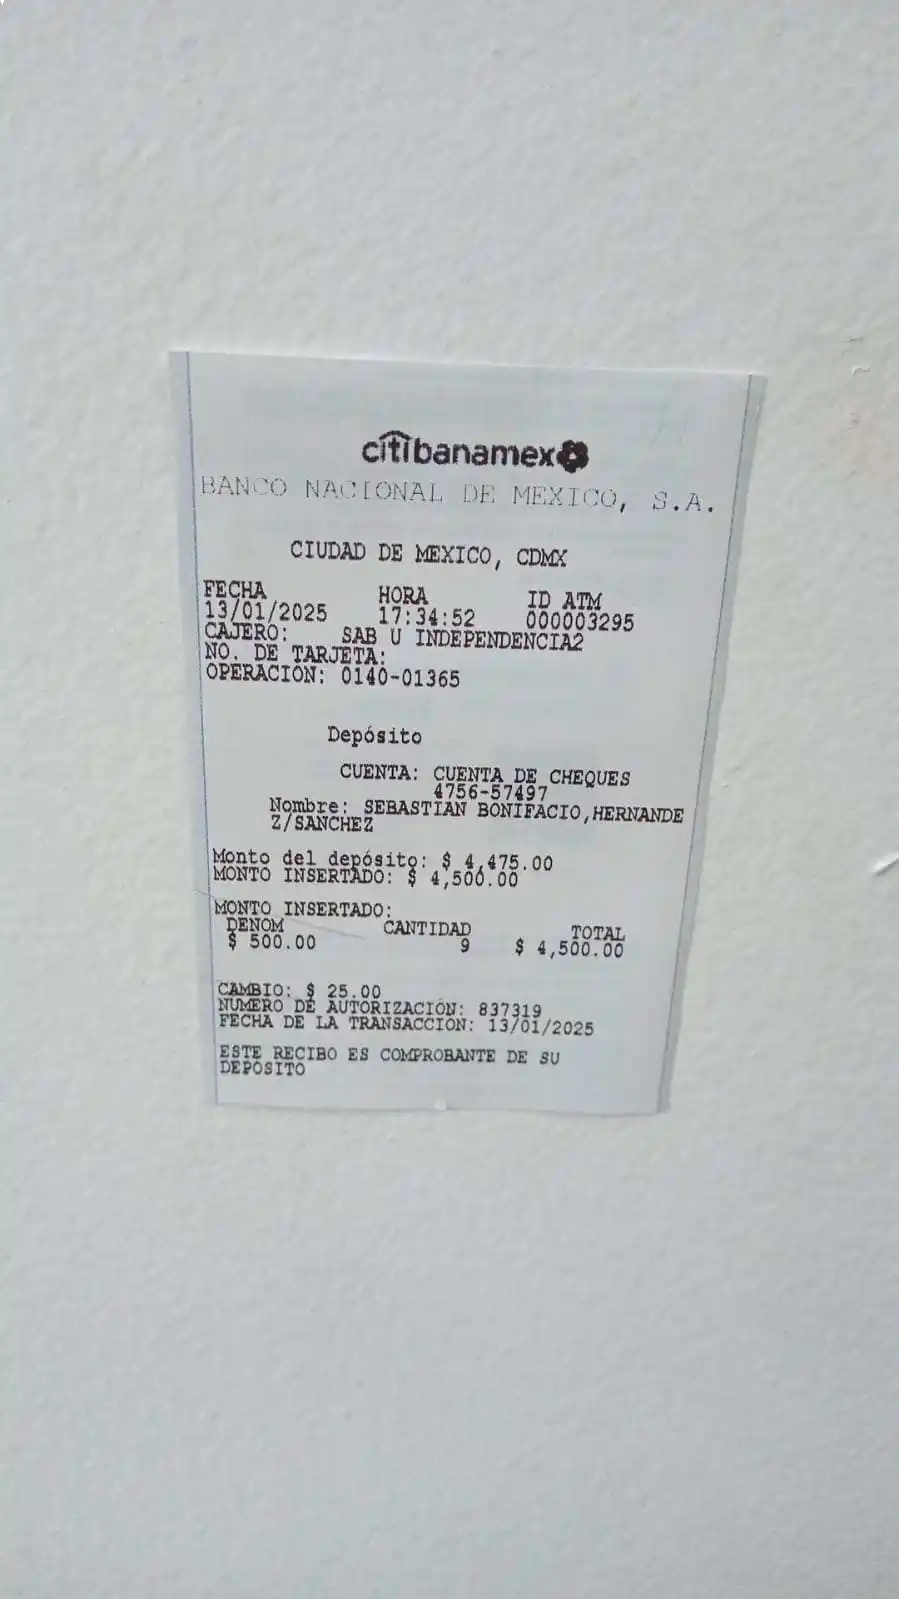 citibanamex
BANCO NACIONAL DE MEXICO, S.A.
CIUDAD DE MEXICO, CDMX
FECHA HORA ID ATM
13/01/2025 17:34:52 000003295
CAJERO: SAB U INDEPENDENCIA2
NO. DE TARJETA:
OPERACION: 0140-01365
Depósito
CUENTA: CUENTA DE CHEQUES
4756-57497
Nombre: SEBASTIAN BONIFACIO,HERNANDE
Z/SANCHEZ
Monto del depósito: $ 4,475.00
MONTO INSERTADO: $ 4,500.00
MONTO INSERTADO:
DENOM CANTIDAD TOTAL
$ 500.00 9 $ 4,500.00
CAMBIO: $ 25.00
NUMERO DE AUTORIZACIÓN: 837319
FECHA DE LA TRANSACCION: 13/01/2025
ESTE RECIBO ES COMPROBANTE DE SU
DEPOSITO